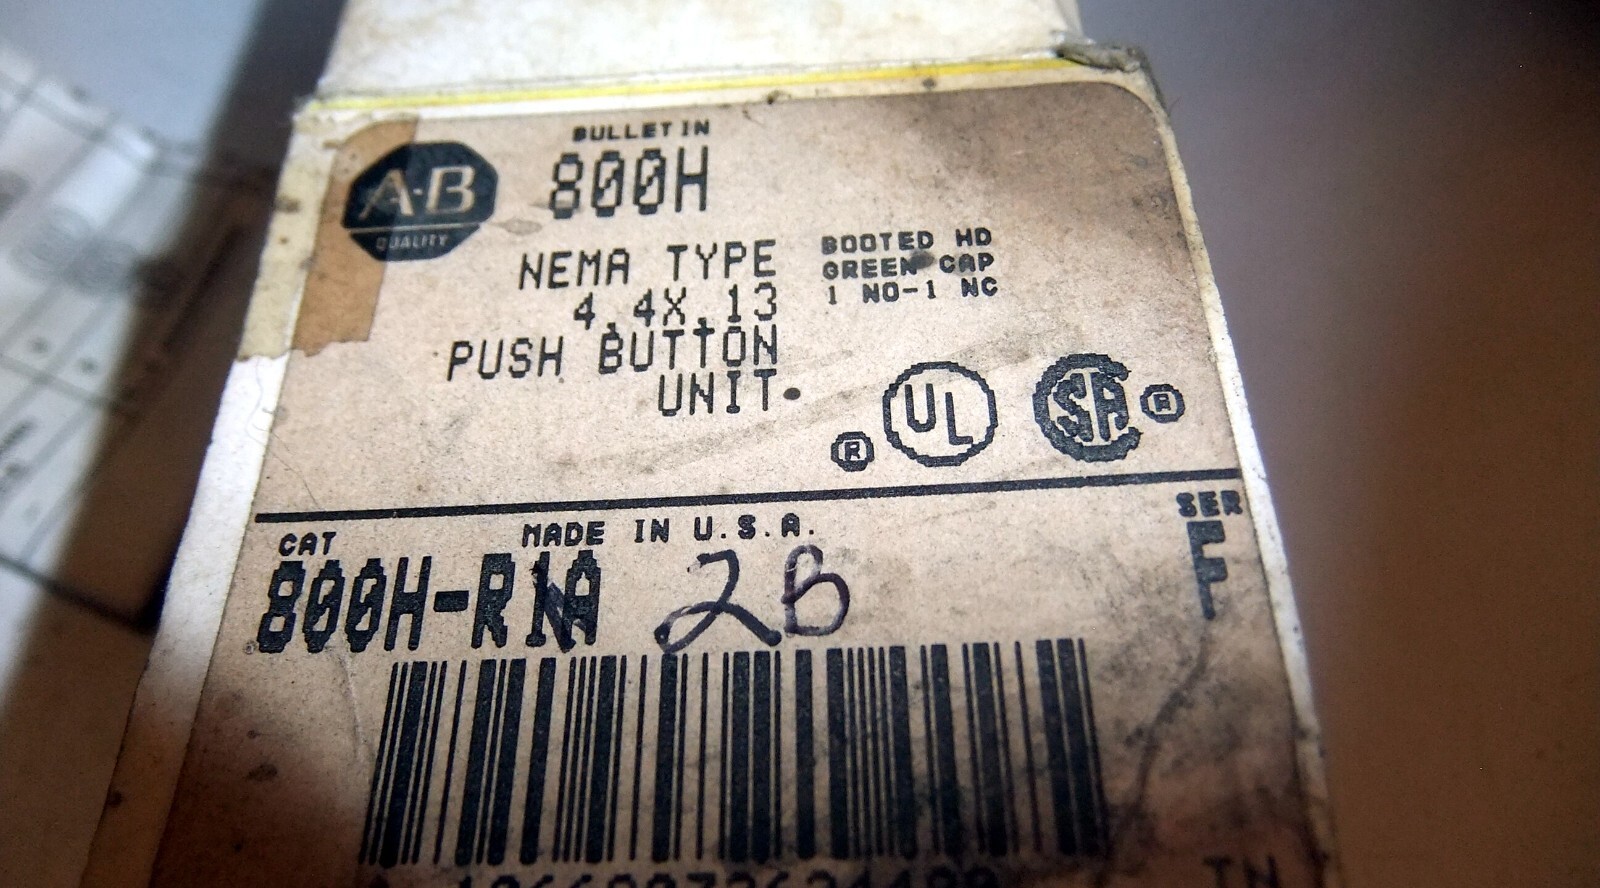 BULLETIN
A-B
QUALITY
800H
NEMA TYPE
4,4X,13
PUSH BUTTON
UNIT
BOOTED HD
GREEN CAP
1 NO-1 NC
® UL SA ®
CAT
MADE IN U.S.A.
SER
800H-R1A 2B
F